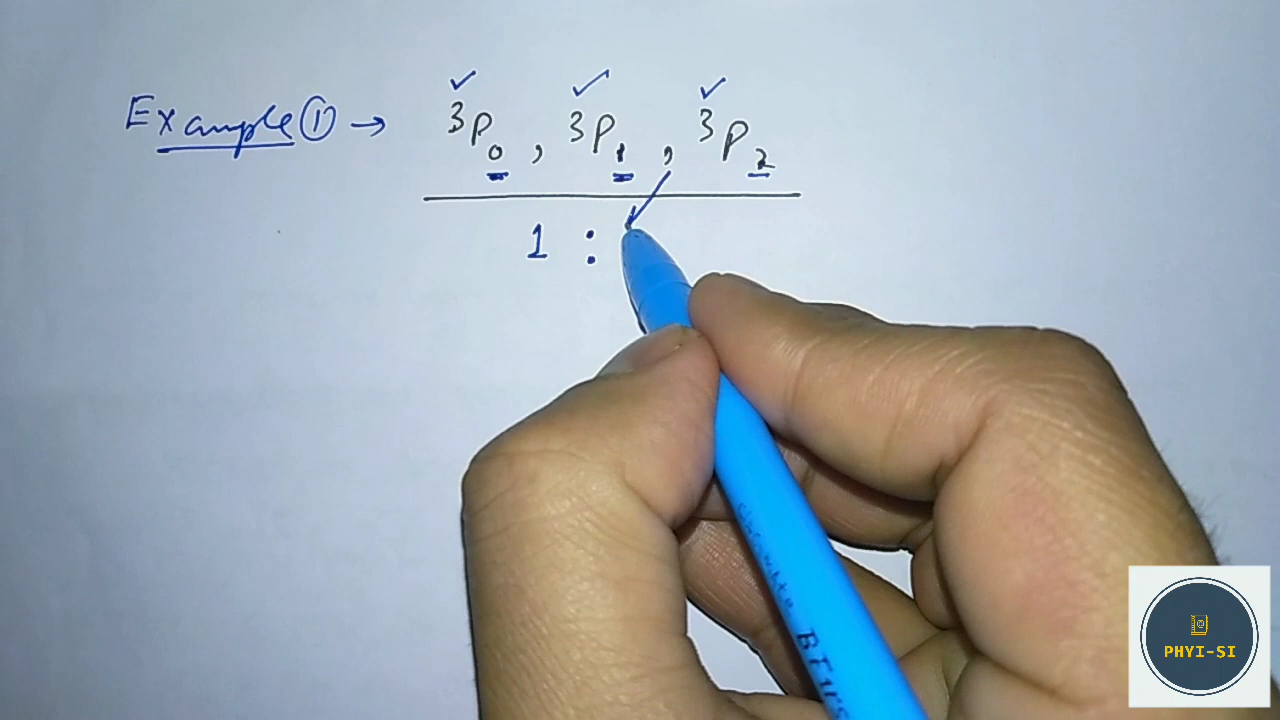 Example ① → ³P₀ , ³P₁ , ³P₂
1 :
PHYI-SI